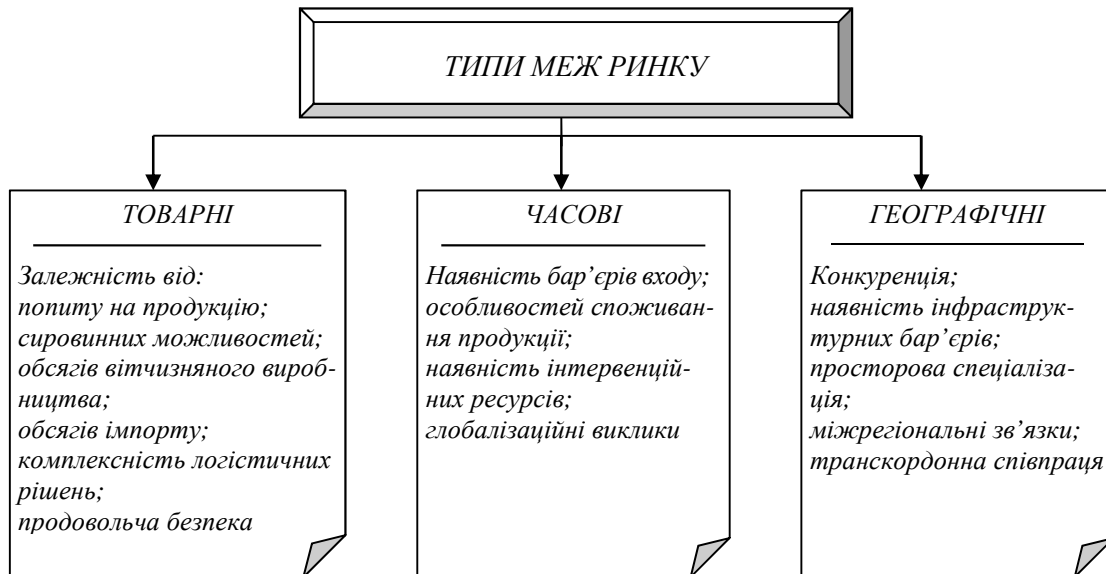 ТИПИ МЕЖ РИНКУ
ТОВАРНІ
Залежність від:
попиту на продукцію;
сировинних можливостей;
обсягів вітчизняного вироб-
ництва;
обсягів імпорту;
комплексність логістичних
рішень;
продовольча безпека
ЧАСОВІ
Наявність бар’єрів входу;
особливостей споживан-
ня продукції;
наявність інтервенцій-
них ресурсів;
глобалізаційні виклики
ГЕОГРАФІЧНІ
Конкуренція;
наявність інфраструк-
турних бар’єрів;
просторова спеціаліза-
ція;
міжрегіональні зв’язки;
транскордонна співпраця